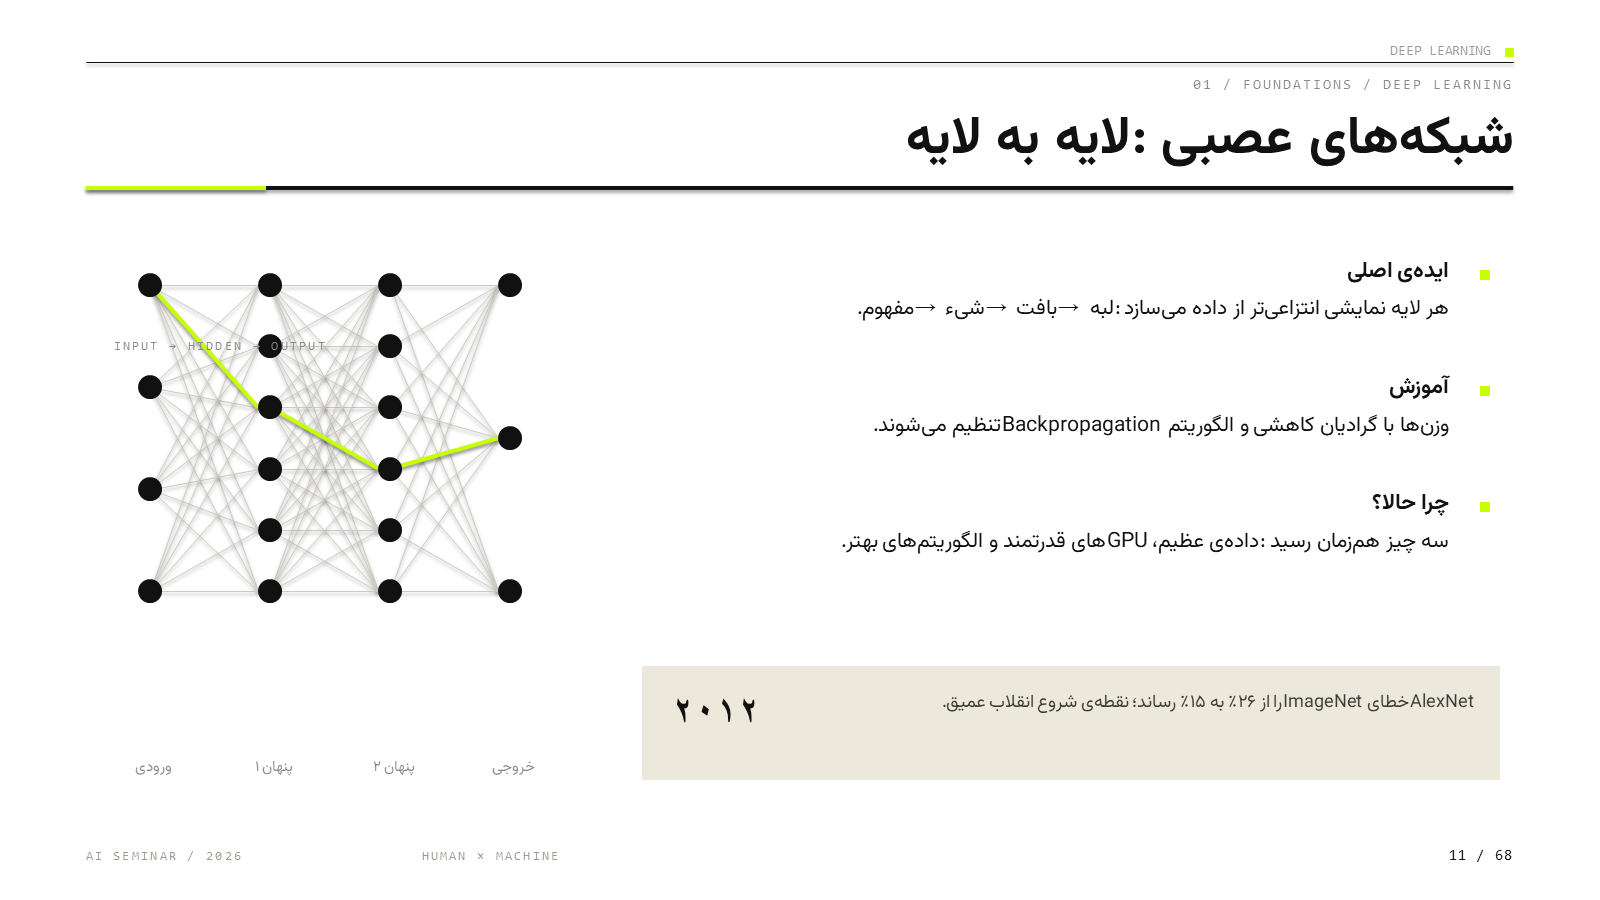 DEEP LEARNING
01 / FOUNDATIONS / DEEP LEARNING
شبکه‌های عصبی :لایه به لایه
ایده‌ی اصلی
هر لایه نمایشی انتزاعی‌تر از داده می‌سازد :لبه →بافت →شیء →مفهوم.
آموزش
وزن‌ها با گرادیان کاهشی و الگوریتم Backpropagation تنظیم می‌شوند.
چرا حالا؟
سه چیز هم‌زمان رسید :داده‌ی عظیم، GPU های قدرتمند و الگوریتم‌های بهتر.
INPUT → HIDDEN → OUTPUT
AlexNet خطای ImageNet را از ۲۶٪ به ۱۵٪ رساند؛ نقطه‌ی شروع انقلاب عمیق.
۲۰۱۲
ورودی
پنهان ۱
پنهان ۲
خروجی
AI SEMINAR / 2026
HUMAN × MACHINE
11 / 68